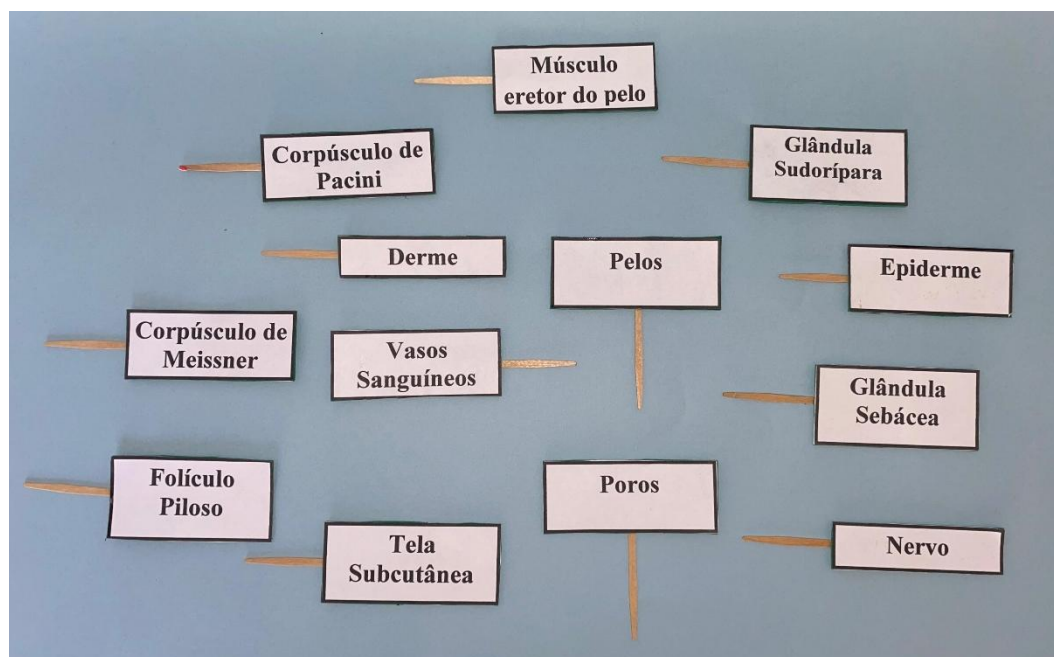 Músculo
eretor do pelo
Corpúsculo de
Pacini
Glândula
Sudorípara
Derme
Pelos
Epiderme
Corpúsculo de
Meissner
Vasos
Sanguíneos
Glândula
Sebácea
Folículo
Piloso
Poros
Tela
Subcutânea
Nervo